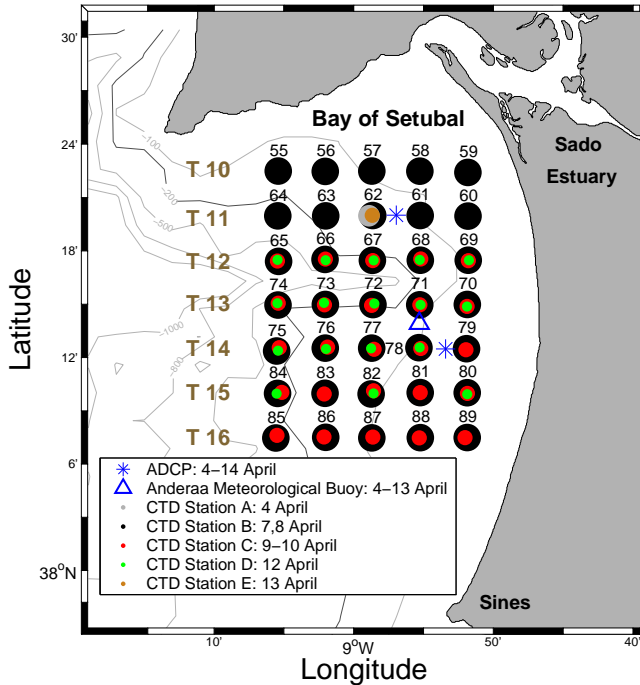 30'
Bay of Setubal
24'
55 56 57 58 59
Sado
Estuary
T 10
64 63 62 61 60
T 11
18'
65 66 67 68 69
T 12
74 73 72 71 70
T 13
75 76 77 78 79
T 14
12'
84 83 82 81 80
T 15
85 86 87 88 89
T 16
6'
38°N
−100
−200
−500
−1000
−800
Latitude
ADCP: 4−14 April
Anderaa Meteorological Buoy: 4−13 April
CTD Station A: 4 April
CTD Station B: 7,8 April
CTD Station C: 9−10 April
CTD Station D: 12 April
CTD Station E: 13 April
Sines
10' 9°W 50' 40'
Longitude